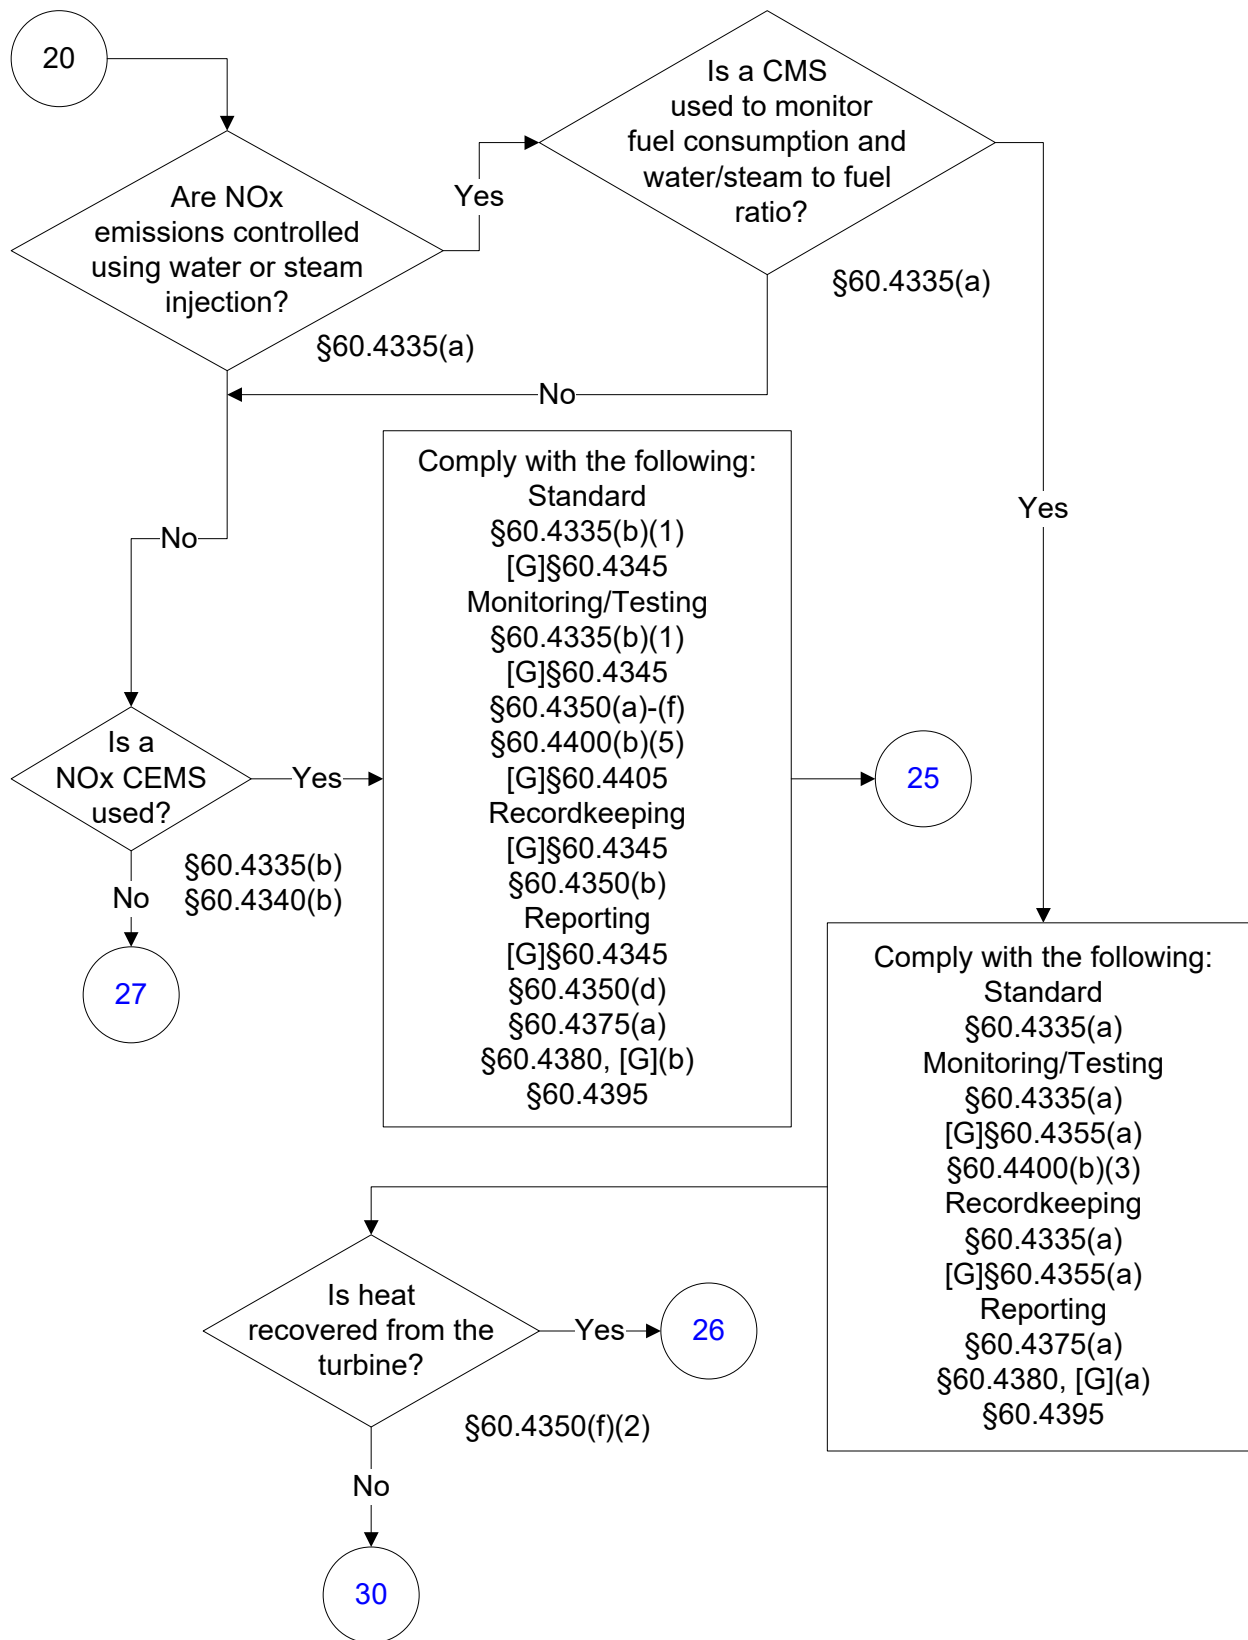 20
Are NOx
emissions controlled
using water or steam
injection?
§60.4335(a)
Yes
Is a CMS
used to monitor
fuel consumption and
water/steam to fuel
ratio?
§60.4335(a)
No
Yes
No
Is a
NOx CEMS
used?
§60.4335(b)
§60.4340(b)
Yes
No
27
Comply with the following:
Standard
§60.4335(b)(1)
[G]§60.4345
Monitoring/Testing
§60.4335(b)(1)
[G]§60.4345
§60.4350(a)-(f)
§60.4400(b)(5)
[G]§60.4405
Recordkeeping
[G]§60.4345
§60.4350(b)
Reporting
[G]§60.4345
§60.4350(d)
§60.4375(a)
§60.4380, [G](b)
§60.4395
25
Comply with the following:
Standard
§60.4335(a)
Monitoring/Testing
§60.4335(a)
[G]§60.4355(a)
§60.4400(b)(3)
Recordkeeping
§60.4335(a)
[G]§60.4355(a)
Reporting
§60.4375(a)
§60.4380, [G](a)
§60.4395
Is heat
recovered from the
turbine?
§60.4350(f)(2)
Yes
26
No
30